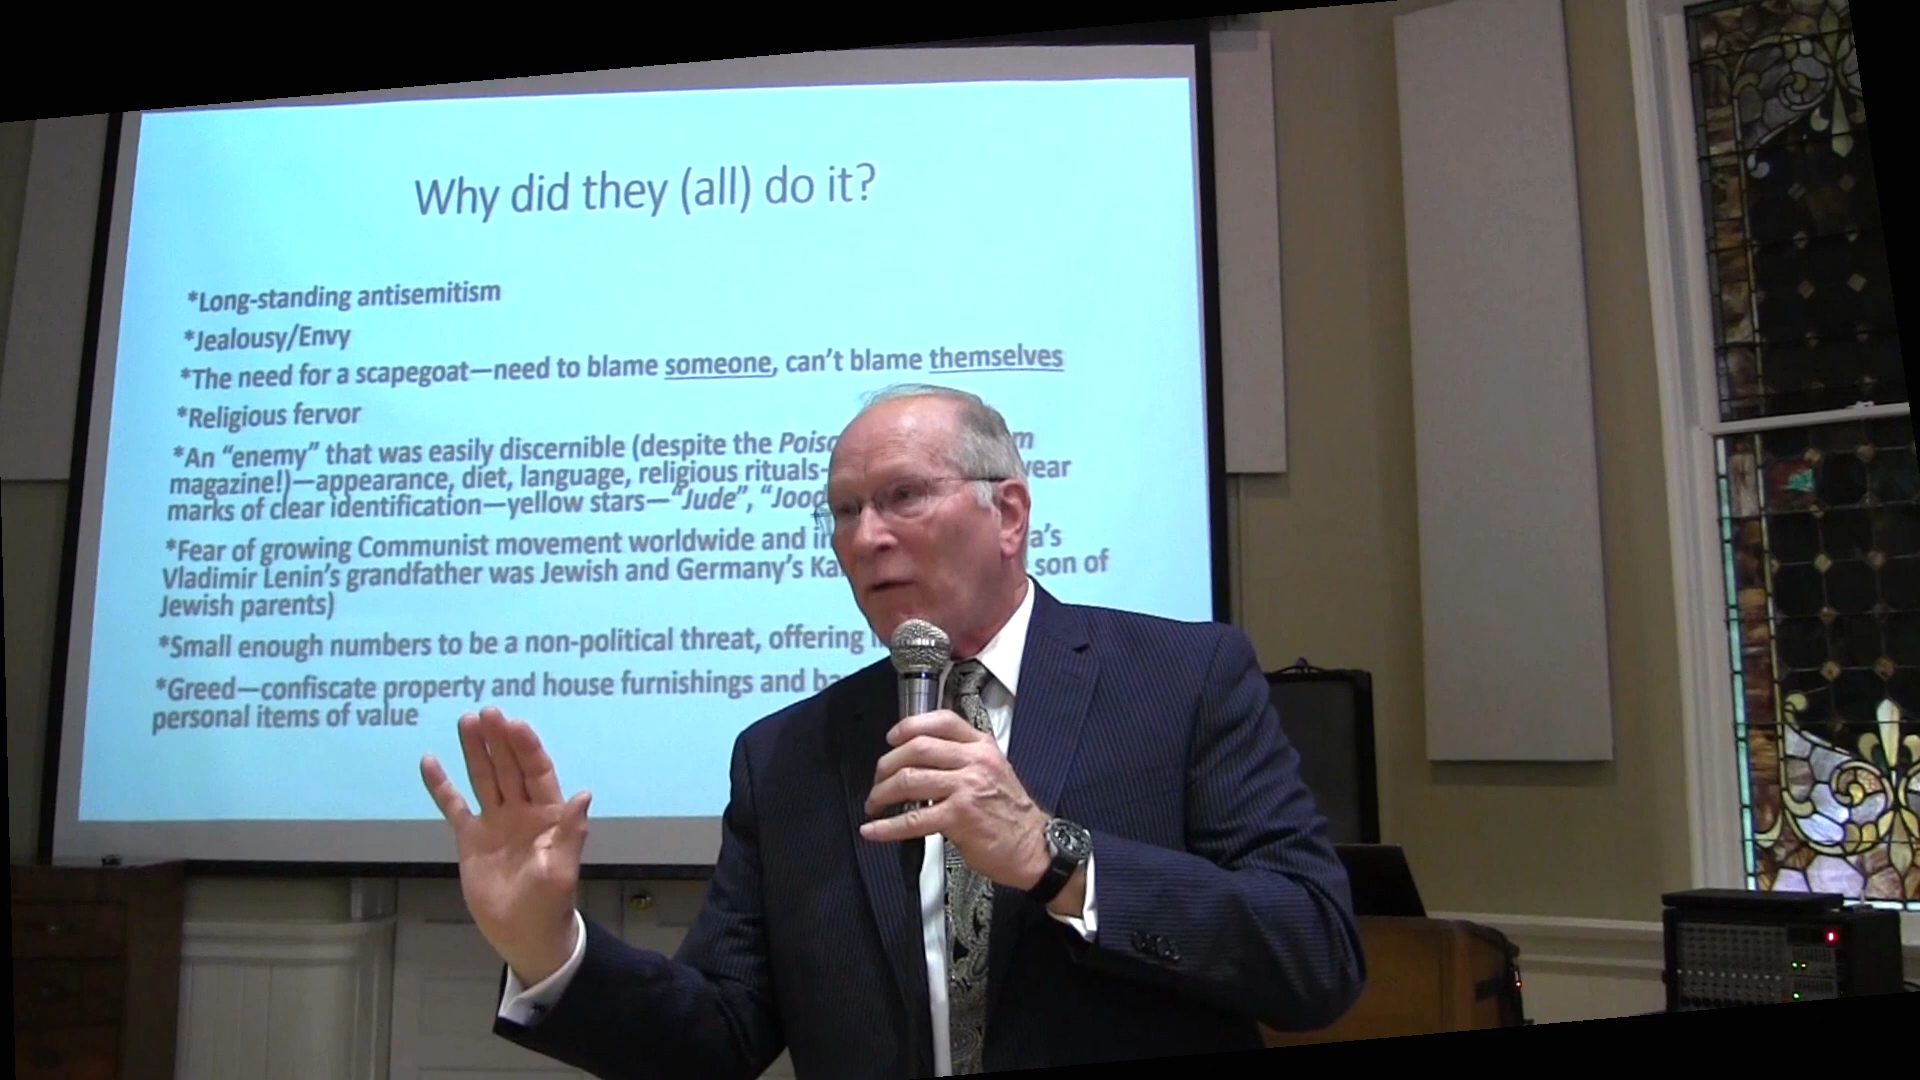 Why did they (all) do it?
*Long-standing antisemitism
*Jealousy/Envy
*The need for a scapegoat—need to blame someone, can't blame themselves
*Religious fervor
*An "enemy" that was easily discernible (despite the
magazine!)—appearance, diet, language, religious rituals-
marks of clear identification—yellow stars—"Jude",
*Fear of growing Communist movement worldwide and
Vladimir Lenin's grandfather was Jewish and Germany's son of
Jewish parents)
*Small enough numbers to be a non-political threat, offering
*Greed—confiscate property and house furnishings and
personal items of value